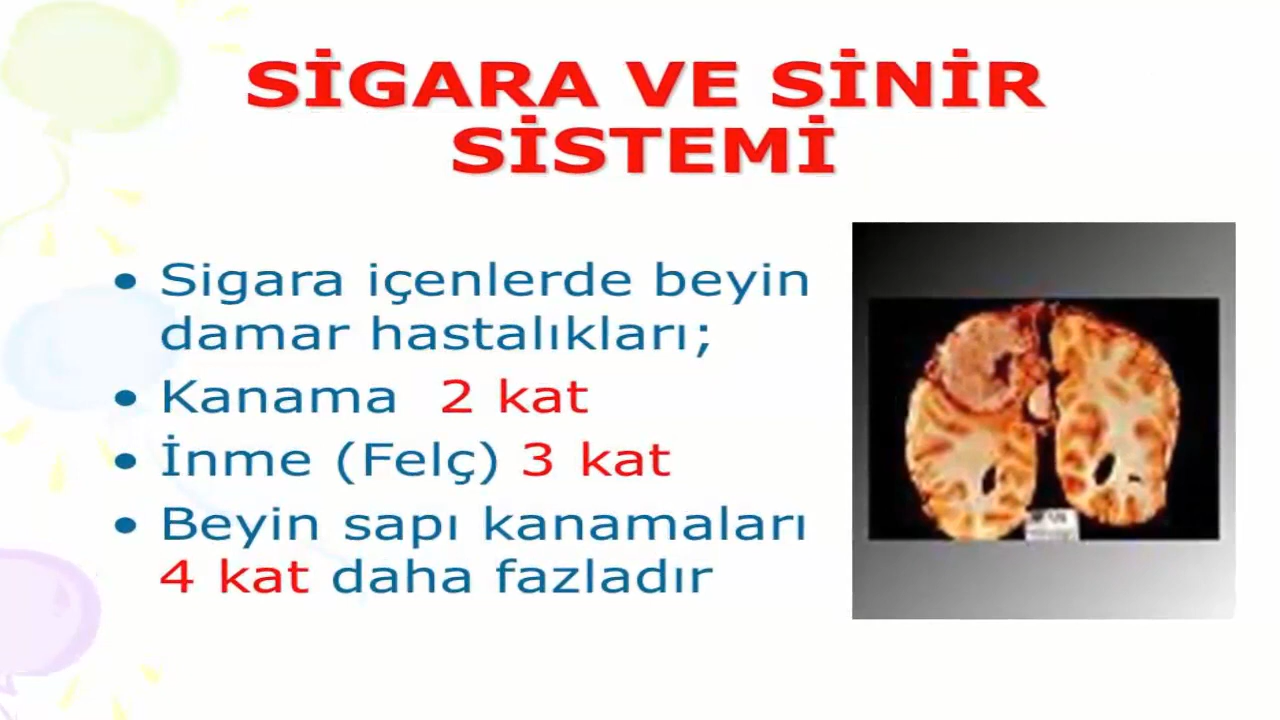 SİGARA VE SİNİR
SİSTEMİ
• Sigara içenlerde beyin
damar hastalıkları;
• Kanama 2 kat
• İnme (Felç) 3 kat
• Beyin sapı kanamaları
4 kat daha fazladır